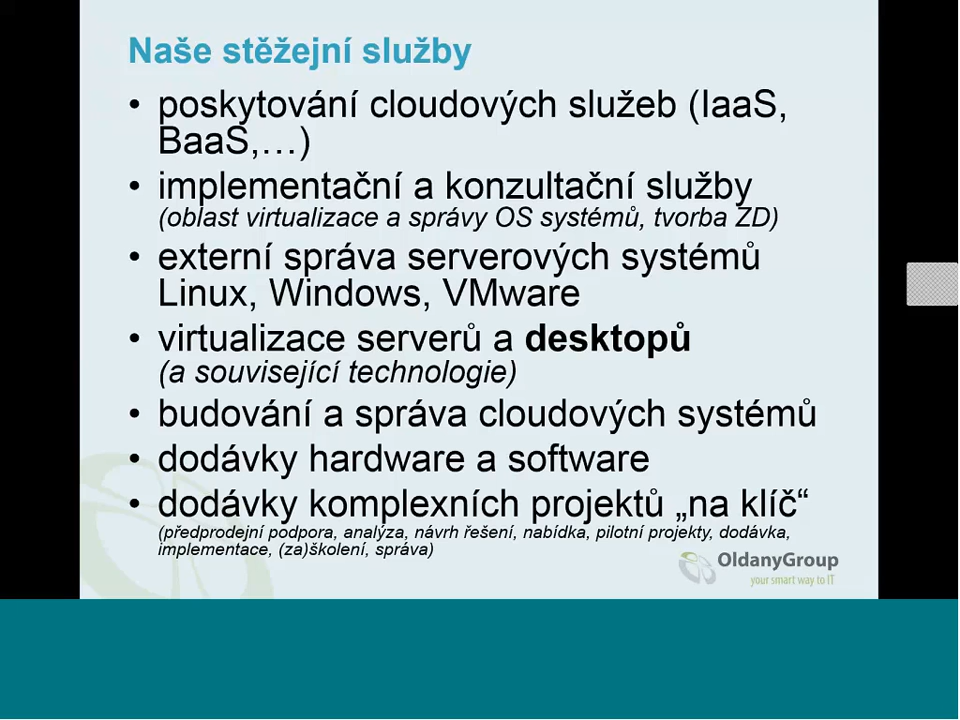 Naše stěžejní služby
• poskytování cloudových služeb (IaaS,
BaaS,…)
• implementační a konzultační služby
(oblast virtualizace a správy OS systémů, tvorba ZD)
• externí správa serverových systémů
Linux, Windows, VMware
• virtualizace serverů a desktopů
(a související technologie)
• budování a správa cloudových systémů
• dodávky hardware a software
• dodávky komplexních projektů „na klíč“
(předprodejní podpora, analýza, návrh řešení, nabídka, pilotní projekty, dodávka,
implementace, (za)školení, správa)
OldanyGroup
your smart way to IT